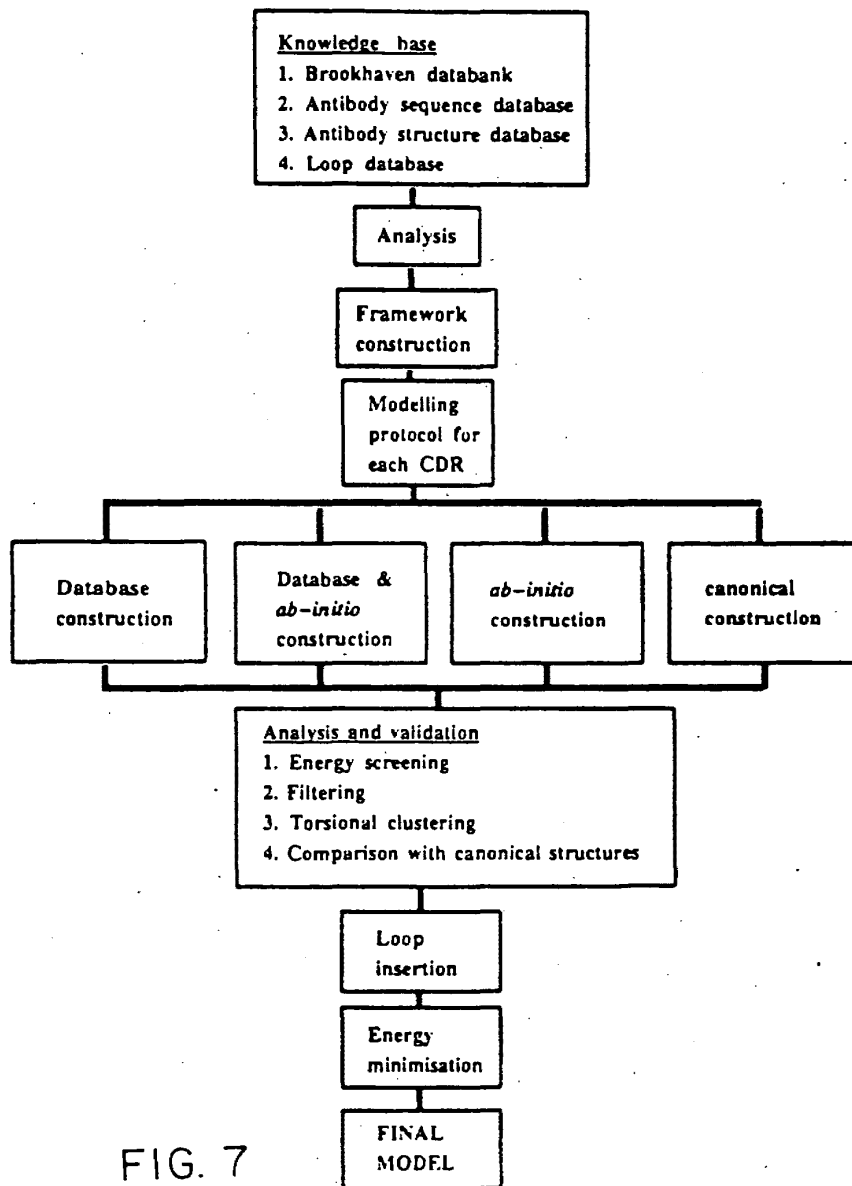 Knowledge base
1. Brookhaven databank
2. Antibody sequence database
3. Antibody structure database
4. Loop database
Analysis
Framework
construction
Modelling
protocol for
each CDR
Database
construction
Database &
ab-initio
construction
ab-initio
construction
canonical
construction
Analysis and validation
1. Energy screening
2. Filtering
3. Torsional clustering
4. Comparison with canonical structures
Loop
insertion
Energy
minimisation
FINAL
MODEL
FIG. 7